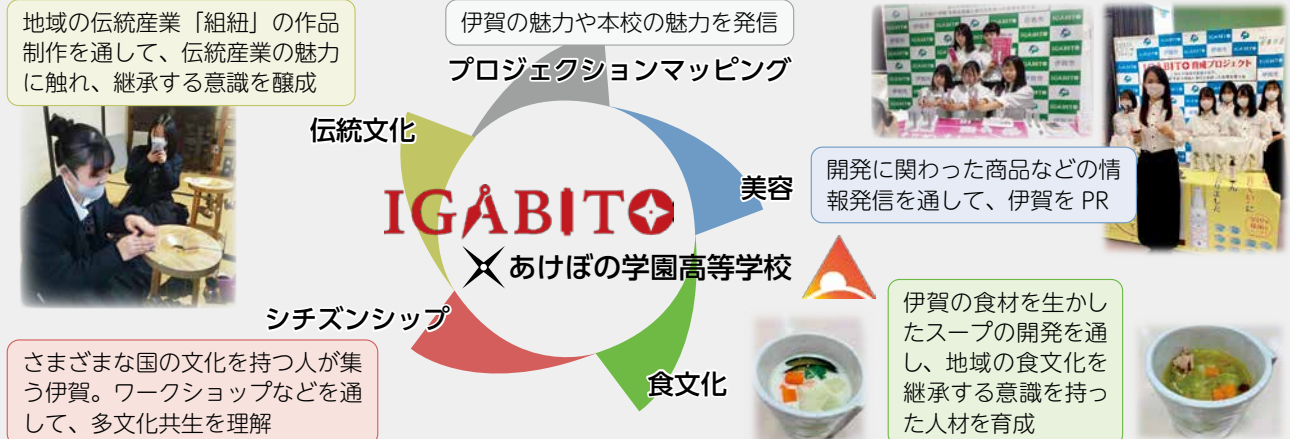 地域の伝統産業「組紐」の作品
制作を通して、伝統産業の魅力
に触れ、継承する意識を醸成
伊賀の魅力や本校の魅力を発信
プロジェクションマッピング
伝統文化
美容
開発に関わった商品などの情
報発信を通して、伊賀を PR
IGABITO
あけぼの学園高等学校
シチズンシップ
さまざまな国の文化を持つ人が集
う伊賀。ワークショップなどを通
して、多文化共生を理解
食文化
伊賀の食材を生かし
たスープの開発を通
し、地域の食文化を
継承する意識を持っ
た人材を育成
IGABITO 育成プロジェクト